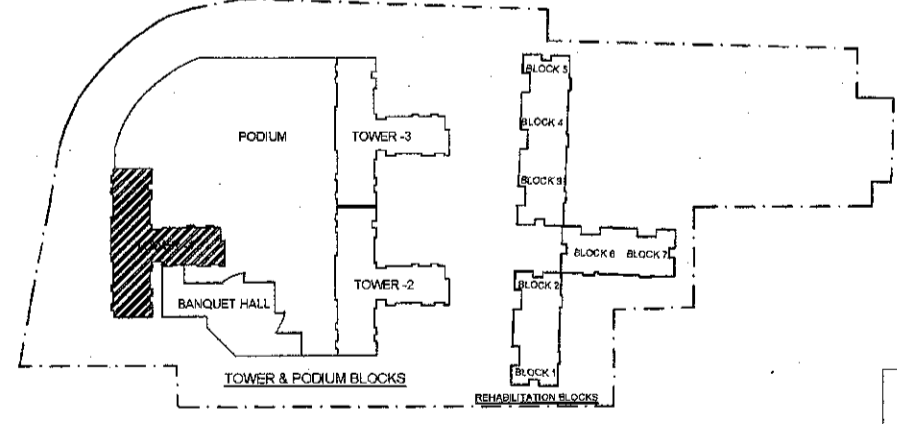 BLOCK 5
PODIUM
TOWER -3
BLOCK 4
BLOCK 3
BLOCK 6
BLOCK 7
TOWER -2
BLOCK 2
BANQUET HALL
BLOCK 1
TOWER & PODIUM BLOCKS
REHABILITATION BLOCKS